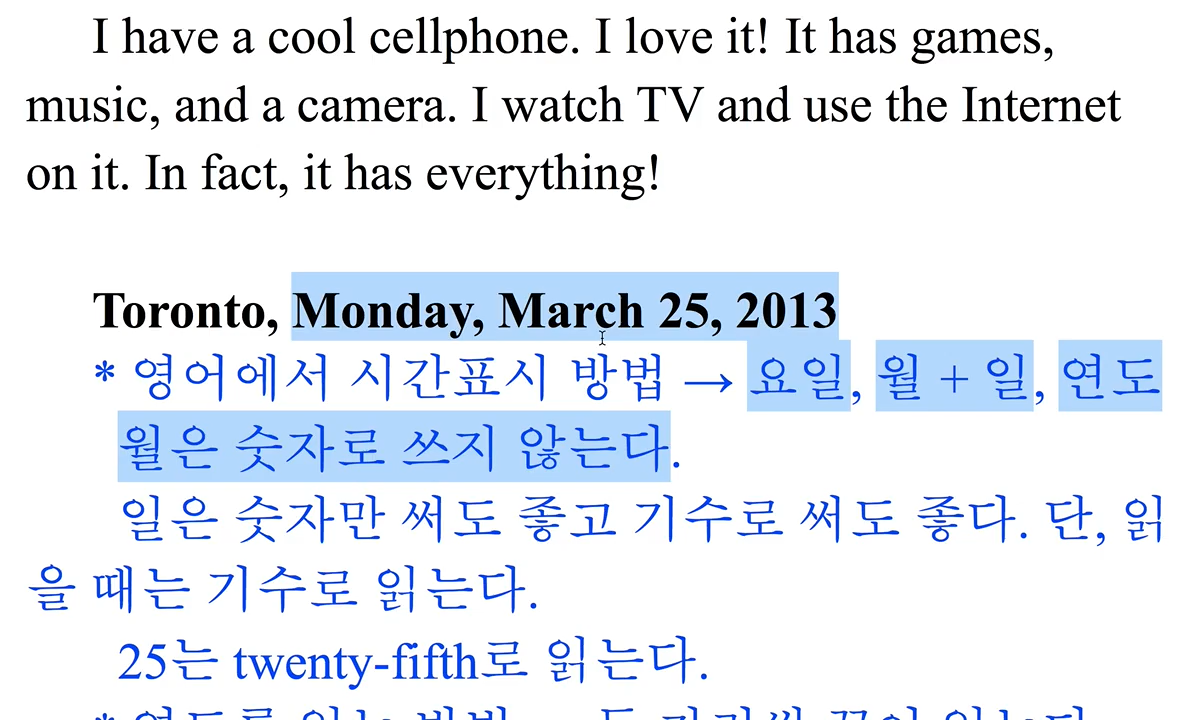 I have a cool cellphone. I love it! It has games,
music, and a camera. I watch TV and use the Internet
on it. In fact, it has everything!
Toronto, Monday, March 25, 2013
* 영어에서 시간표시 방법 → 요일, 월 + 일, 연도
월은 숫자로 쓰지 않는다.
일은 숫자만 써도 좋고 기수로 써도 좋다. 단, 읽
을 때는 기수로 읽는다.
25는 twenty-fifth로 읽는다.